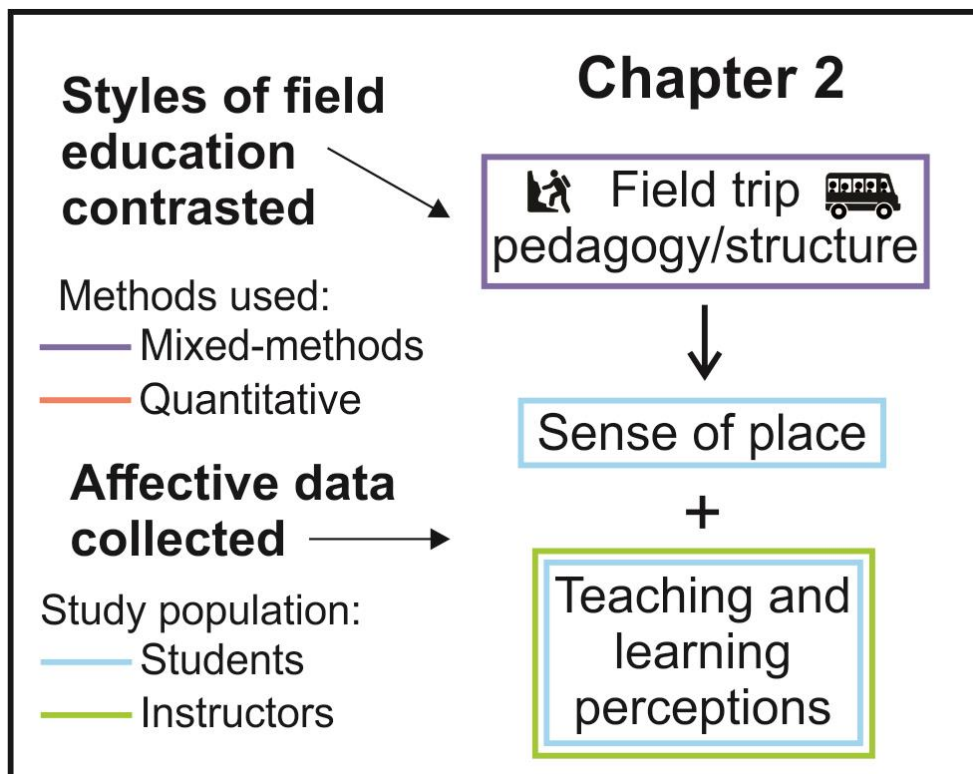 Styles of field
education
contrasted
Methods used:
Mixed-methods
Quantitative
Affective data
collected
Study population:
Students
Instructors
Chapter 2
Field trip
pedagogy/structure
Sense of place
+
Teaching and
learning
perceptions